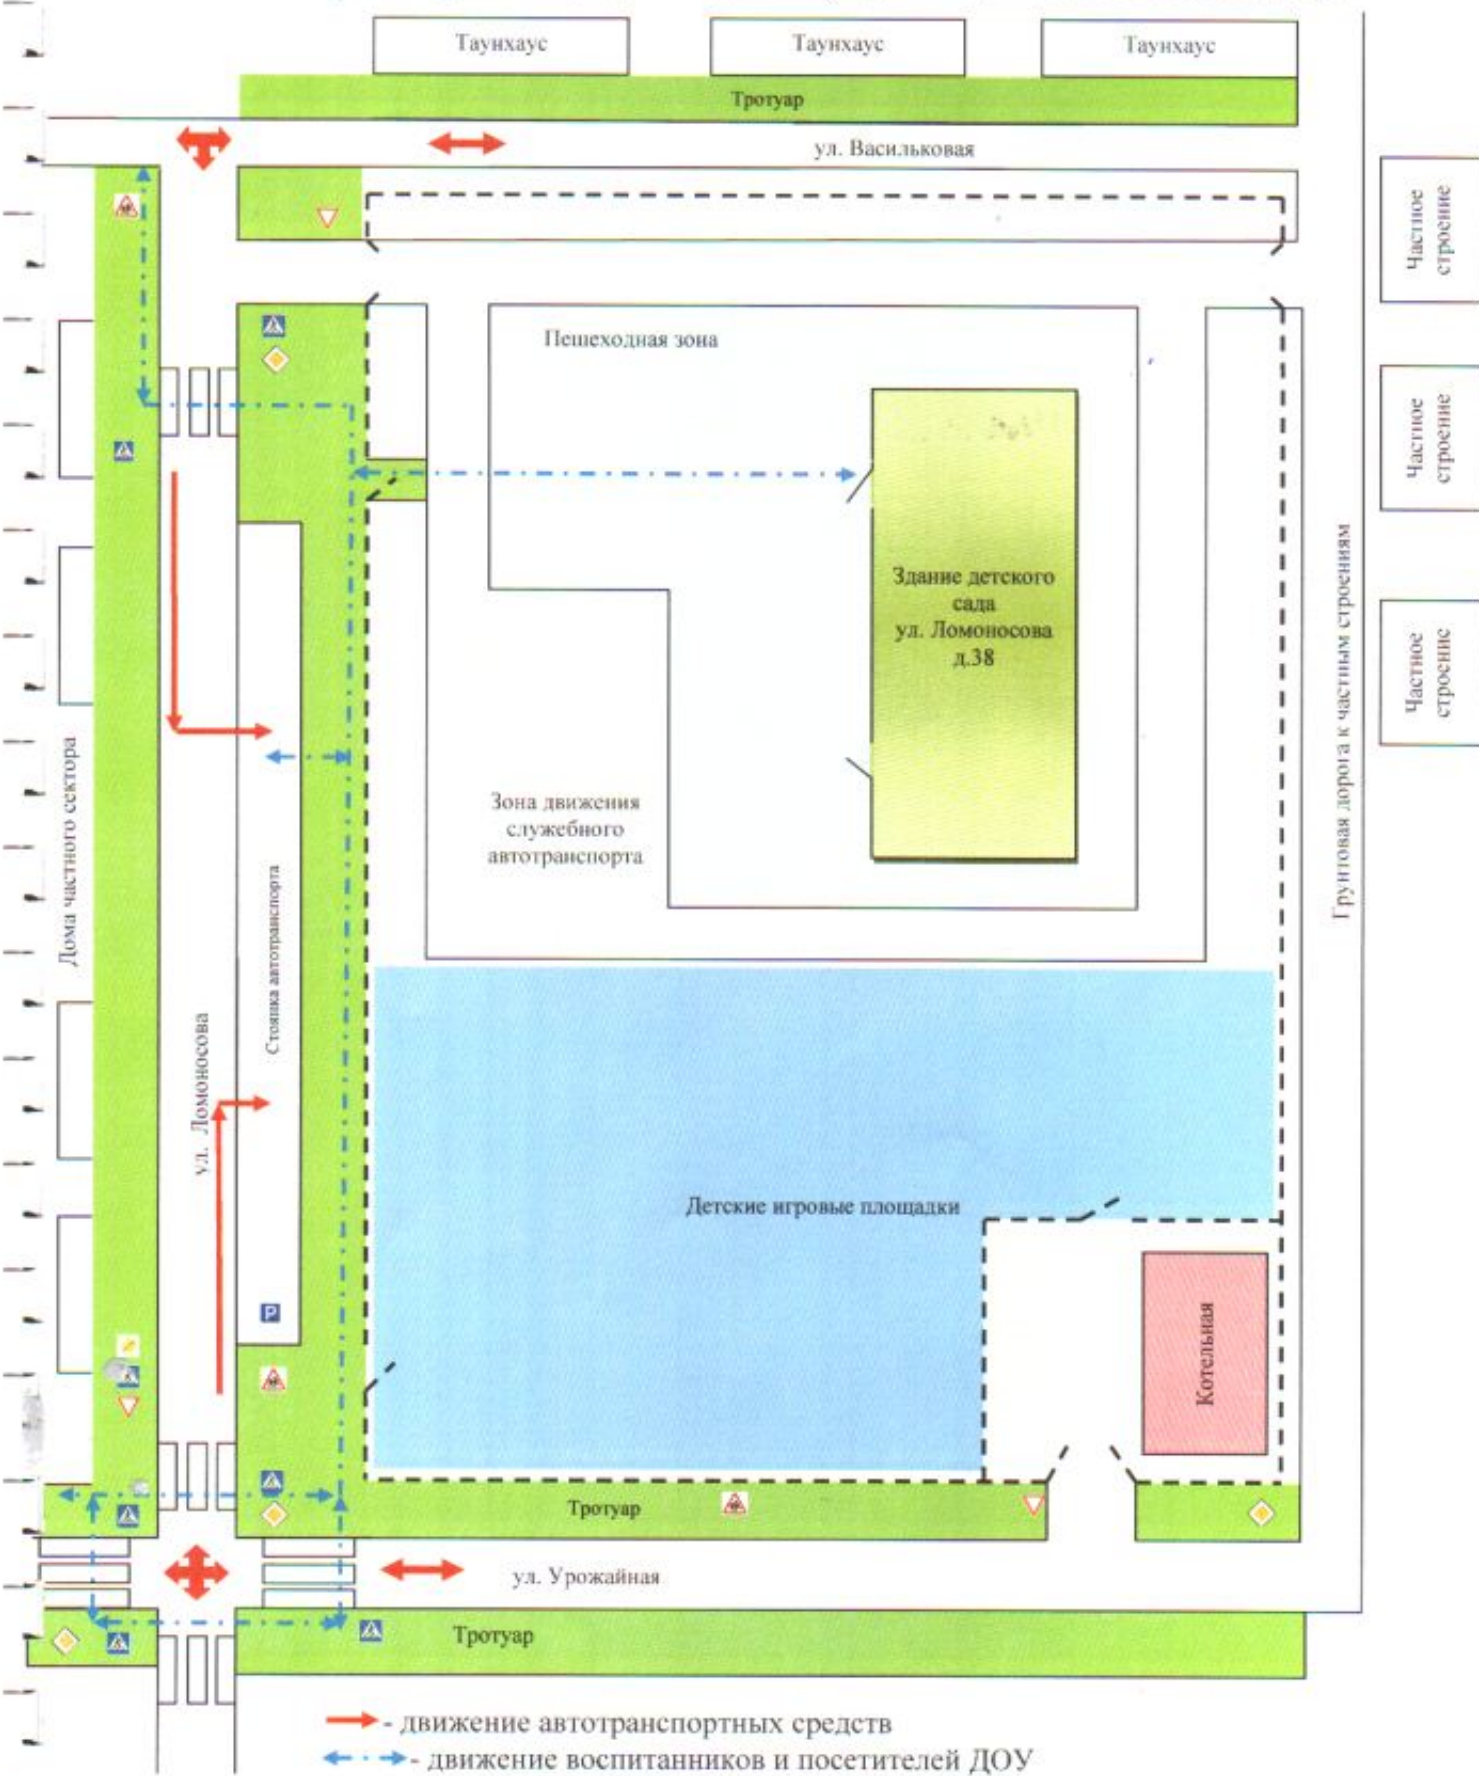 Таунхаус
Таунхаус
Таунхаус
Тротуар
ул. Васильковая
Частное
строение
Пешеходная зона
Частное
строение
Здание детского
сада
ул. Ломоносова
д.38
Частное
строение
Грунтовая дорога к частным строениям
Дома частного сектора
Зона движения
служебного
автотранспорта
Стоянка автотранспорта
ул. Ломоносова
Детские игровые площадки
P
Котельная
Тротуар
ул. Урожайная
Тротуар
- движение автотранспортных средств
- движение воспитанников и посетителей ДОУ